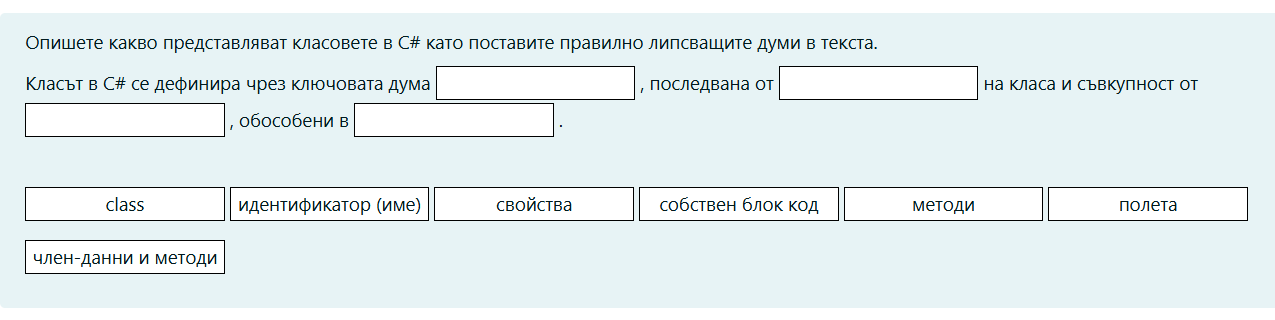 Опишете какво представляват класовете в C# като поставите правилно липсващите думи в текста.
Класът в C# се дефинира чрез ключовата дума , последвана от на класа и съвкупност от
, обособени в .
class идентификатор (име) свойства собствен блок код методи полета
член-данни и методи